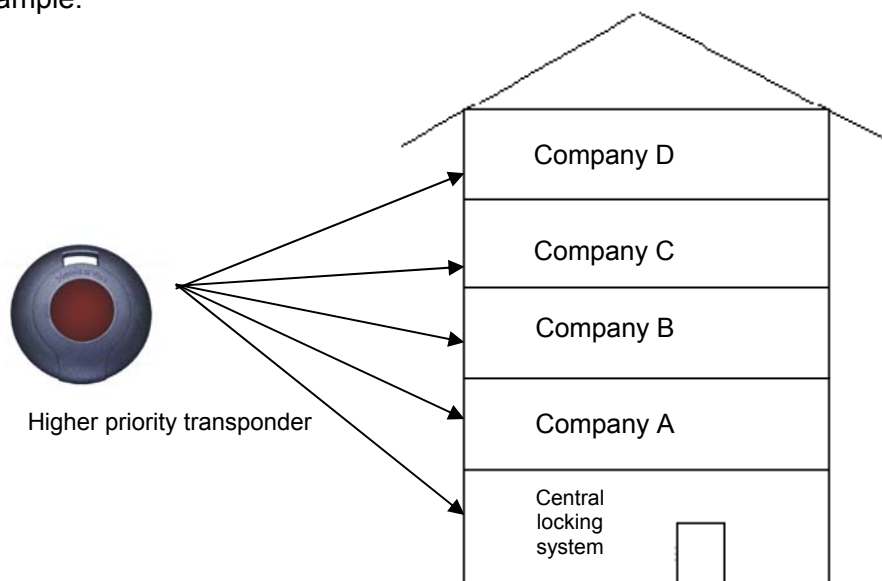 ample:
Company D
Company C
Company B
Higher priority transponder
Company A
Central
locking
system